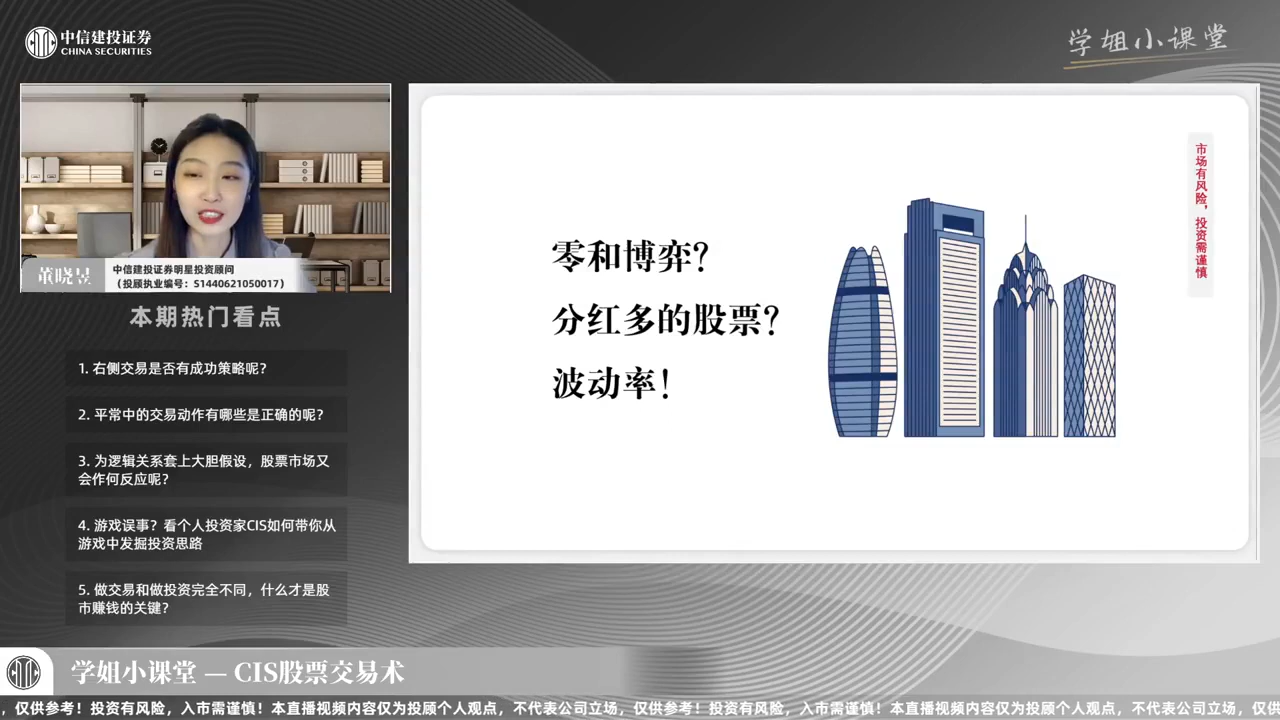 中信建投证券
CHINA SECURITIES
学姐小课堂
董晓昱
中信建投证券明星投资顾问
（投顾执业编号：S1440621050017）
本期热门看点
1. 右侧交易是否有成功策略呢？
2. 平常中的交易动作有哪些是正确的呢？
3. 为逻辑关系套上大胆假设，股票市场又
会作何反应呢？
4. 游戏误事？看个人投资家CIS如何带你从
游戏中发掘投资思路
5. 做交易和做投资完全不同，什么才是股
市赚钱的关键？
零和博弈？
分红多的股票？
波动率！
市场有风险，投资需谨慎
学姐小课堂 — CIS股票交易术
，仅供参考！投资有风险，入市需谨慎！本直播视频内容仅为投顾个人观点，不代表公司立场，仅供参考！投资有风险，入市需谨慎！本直播视频内容仅为投顾个人观点，不代表公司立场，仅供